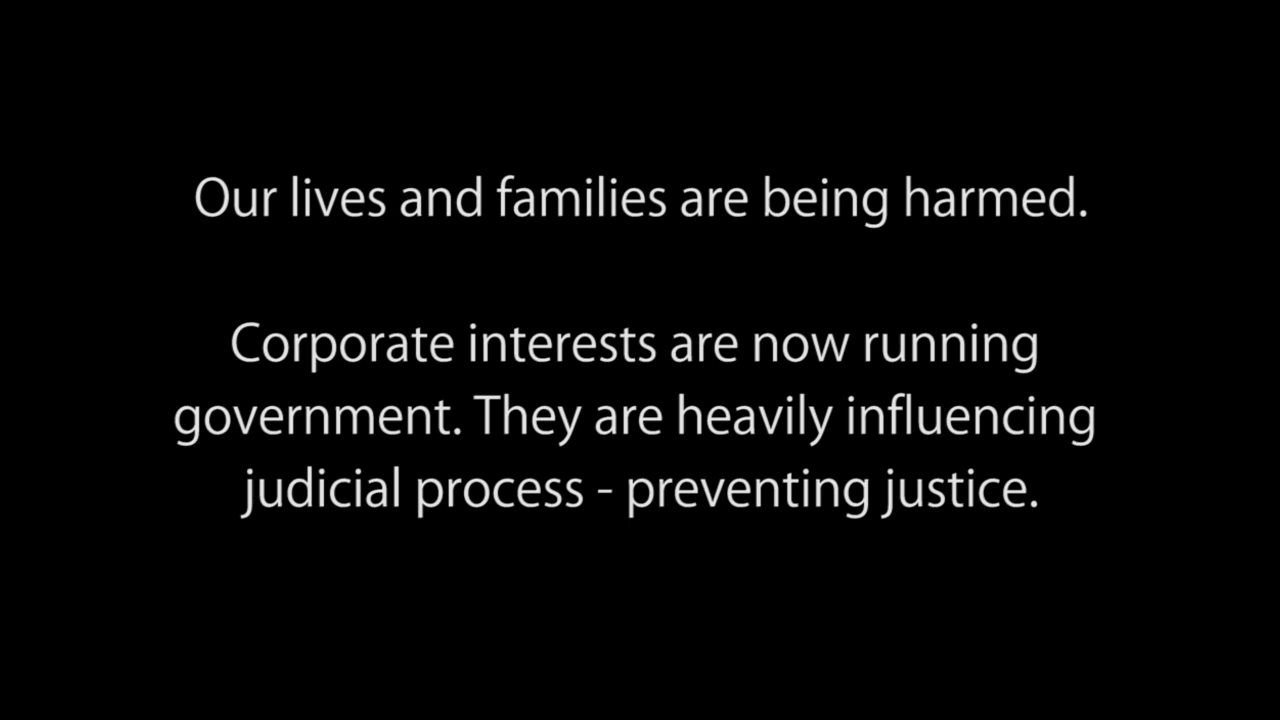 Our lives and families are being harmed.
Corporate interests are now running
government. They are heavily influencing
judicial process - preventing justice.